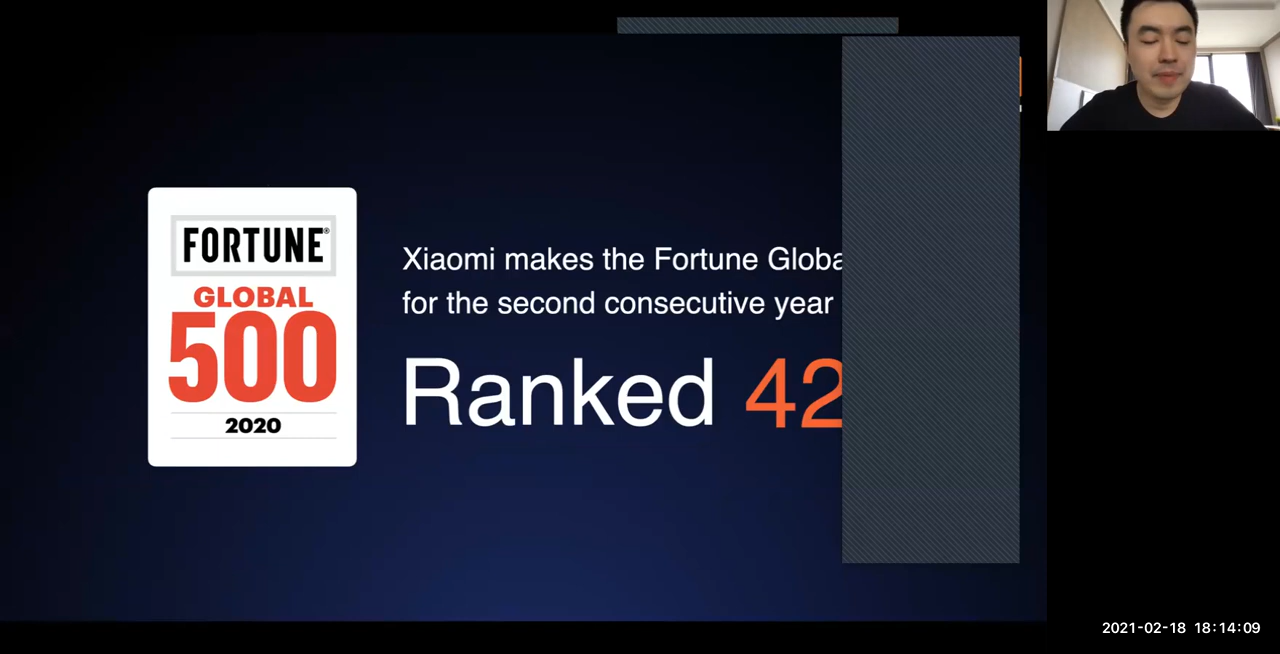 FORTUNE®
GLOBAL
500
2020
Xiaomi makes the Fortune Globa
for the second consecutive year
Ranked 42
2021-02-18 18:14:09